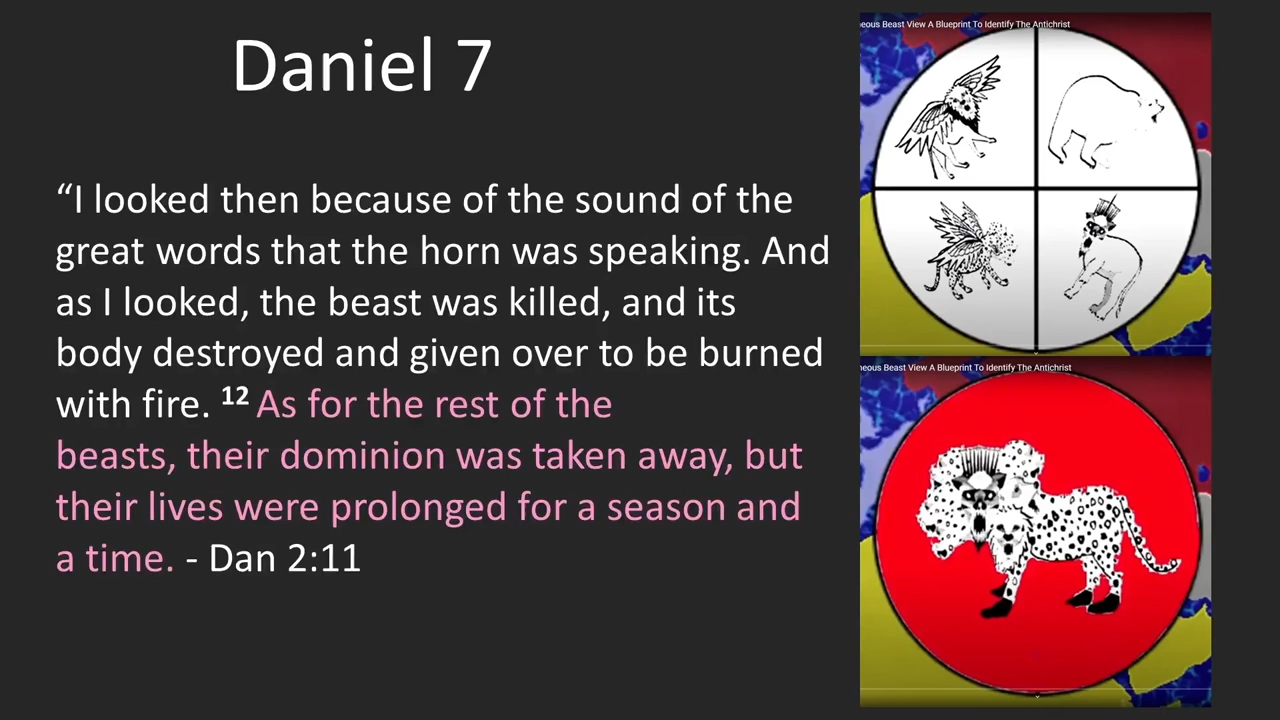 Daniel 7
“I looked then because of the sound of the
great words that the horn was speaking. And
as I looked, the beast was killed, and its
body destroyed and given over to be burned
with fire. 12 As for the rest of the
beasts, their dominion was taken away, but
their lives were prolonged for a season and
a time. - Dan 2:11
eous Beast View A Blueprint To Identify The Antichrist
eous Beast View A Blueprint To Identify The Antichrist